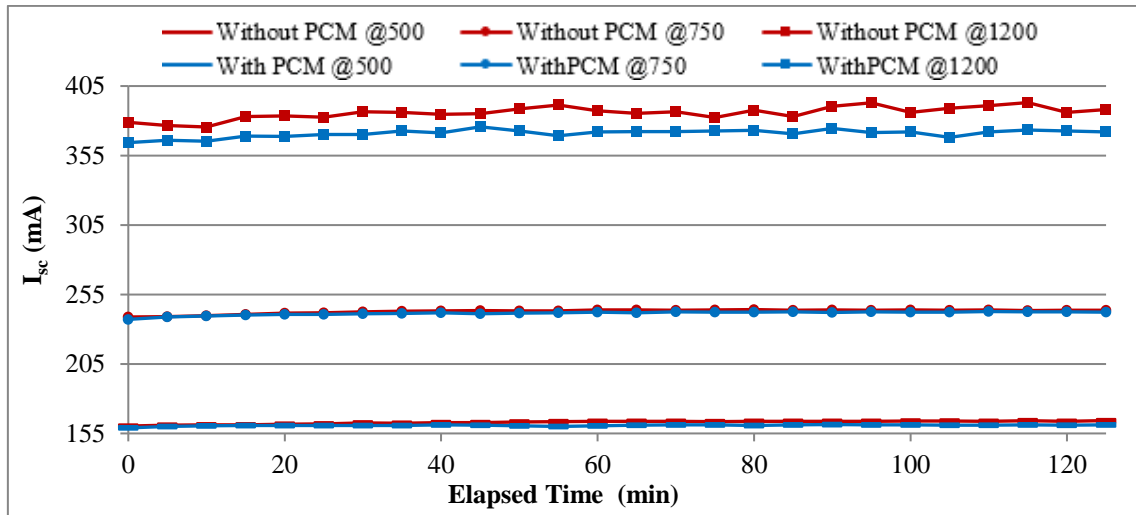 Without PCM @500 Without PCM @750 Without PCM @1200
With PCM @500 WithPCM @750 WithPCM @1200
405
355
305
255
205
155
Isc (mA)
0 20 40 60 80 100 120
Elapsed Time (min)